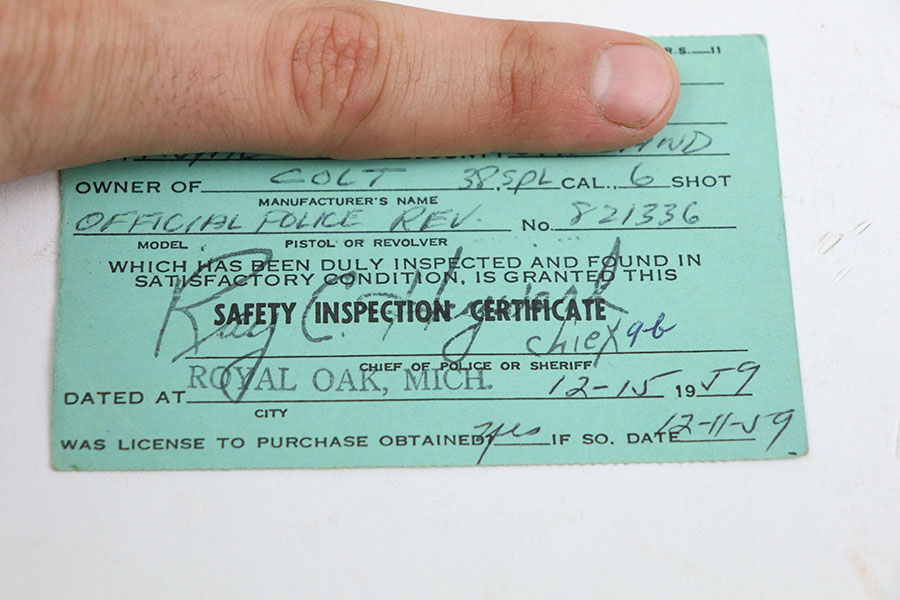 R.S.—11
OWNER OF COLT 38 SPL CAL., 6 SHOT
MANUFACTURER'S NAME
OFFICIAL POLICE REV. No. 821336
MODEL PISTOL OR REVOLVER
WHICH HAS BEEN DULY INSPECTED AND FOUND IN
SATISFACTORY CONDITION, IS GRANTED THIS
SAFETY INSPECTION CERTIFICATE
Ray C.
chief
CHIEF OF POLICE OR SHERIFF
DATED AT ROYAL OAK, MICH. 12-15 1959
CITY
WAS LICENSE TO PURCHASE OBTAINED? yes IF SO. DATE 12-11-59